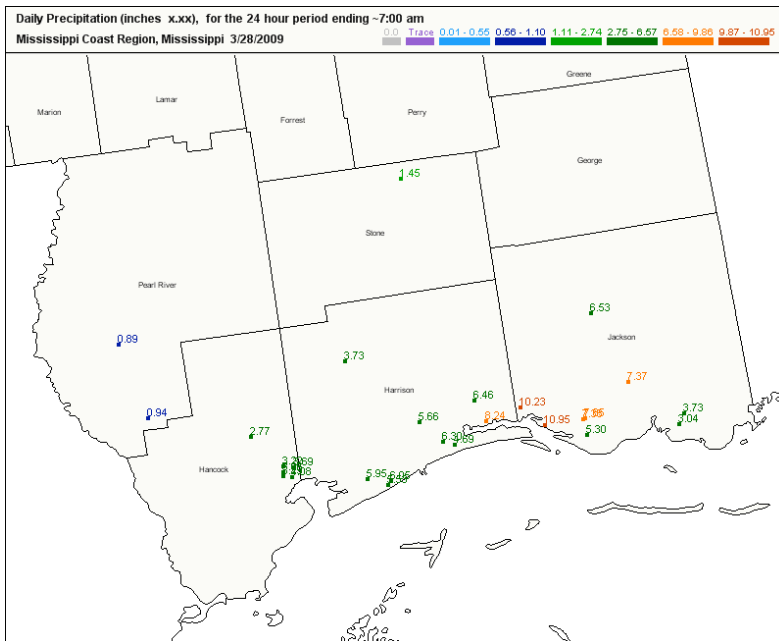 Daily Precipitation (inches x.xx), for the 24 hour period ending ~7:00 am
Mississippi Coast Region, Mississippi 3/28/2009
0.0 Trace 0.01 - 0.55 0.56 - 1.10 1.11 - 2.74 2.75 - 6.57 6.58 - 9.86 9.87 - 10.95
Greene
Lamar
Marion
Perry
Forrest
George
1.45
Stone
Pearl River
6.53
0.89
Jackson
3.73
7.37
Harrison
6.46
10.23
0.94
5.66
8.24
10.95
3.73
3.04
2.77
6.30
5.30
Hancock
5.95